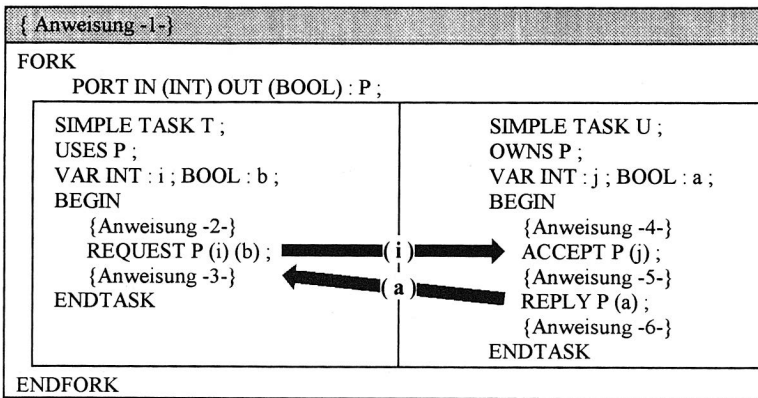 { Anweisung -1-}
FORK
PORT IN (INT) OUT (BOOL) : P ;
SIMPLE TASK T ;
USES P ;
VAR INT : i ; BOOL : b ;
BEGIN
{Anweisung -2-}
REQUEST P (i) (b) ;
{Anweisung -3-}
ENDTASK
( i )
( a )
SIMPLE TASK U ;
OWNS P ;
VAR INT : j ; BOOL : a ;
BEGIN
{Anweisung -4-}
ACCEPT P (j) ;
{Anweisung -5-}
REPLY P (a) ;
{Anweisung -6-}
ENDTASK
ENDFORK